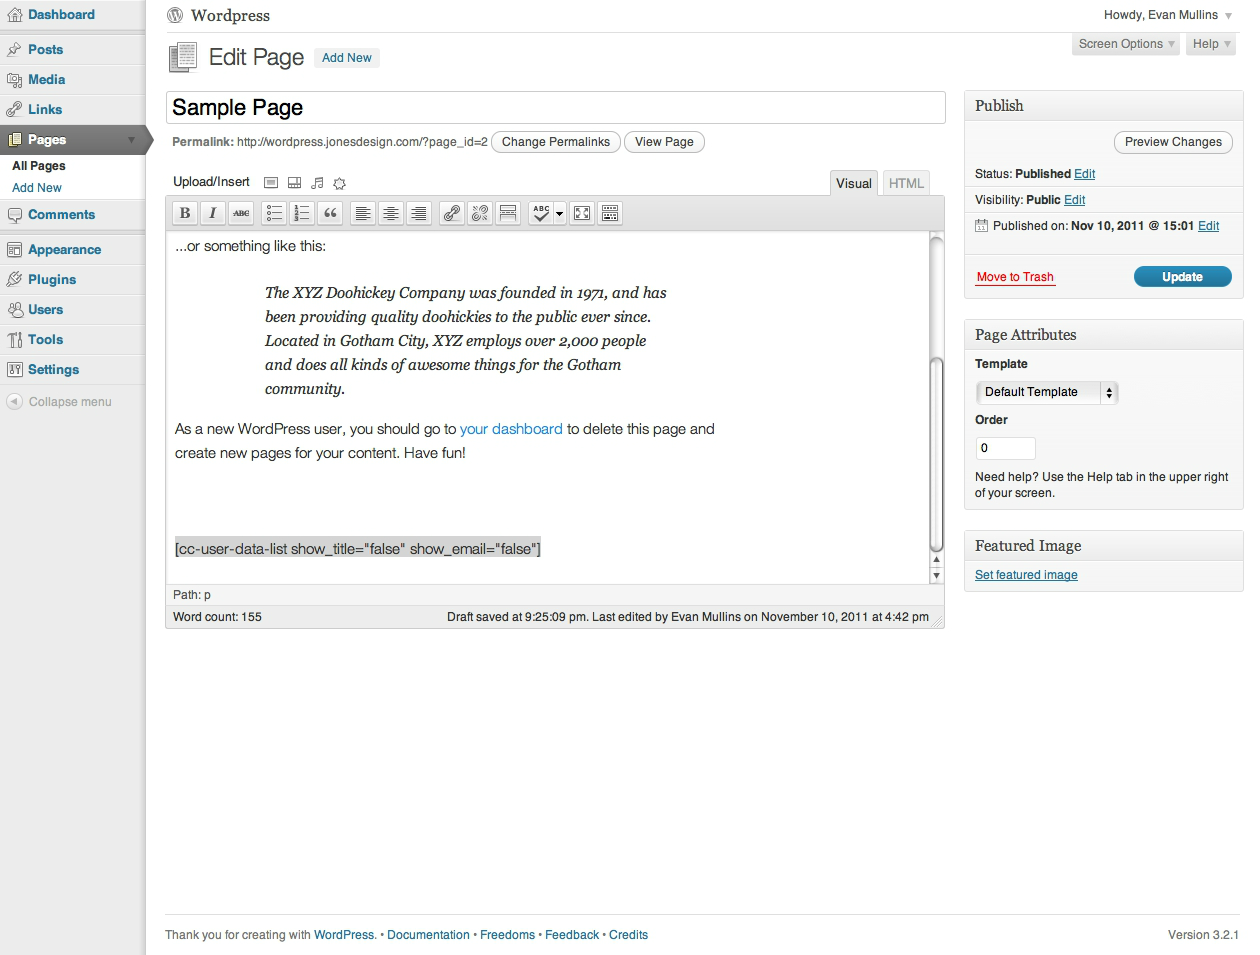 Dashboard
Posts
Media
Links
Pages
All Pages
Add New
Comments
Appearance
Plugins
Users
Tools
Settings
Collapse menu
Wordpress
Howdy, Evan Mullins
Screen Options
Help
Edit Page
Add New
Sample Page
Permalink: http://wordpress.jonesdesign.com/?page_id=2 Change Permalinks View Page
Upload/Insert
Visual
HTML
B I ABC ABC
...or something like this:
The XYZ Doohickey Company was founded in 1971, and has
been providing quality doohickies to the public ever since.
Located in Gotham City, XYZ employs over 2,000 people
and does all kinds of awesome things for the Gotham
community.
As a new WordPress user, you should go to your dashboard to delete this page and
create new pages for your content. Have fun!
[cc-user-data-list show_title="false" show_email="false"]
Path: p
Word count: 155
Draft saved at 9:25:09 pm. Last edited by Evan Mullins on November 10, 2011 at 4:42 pm
Publish
Preview Changes
Status: Published Edit
Visibility: Public Edit
Published on: Nov 10, 2011 @ 15:01 Edit
Move to Trash
Update
Page Attributes
Template
Default Template
Order
0
Need help? Use the Help tab in the upper right
of your screen.
Featured Image
Set featured image
Thank you for creating with WordPress. • Documentation • Freedoms • Feedback • Credits
Version 3.2.1